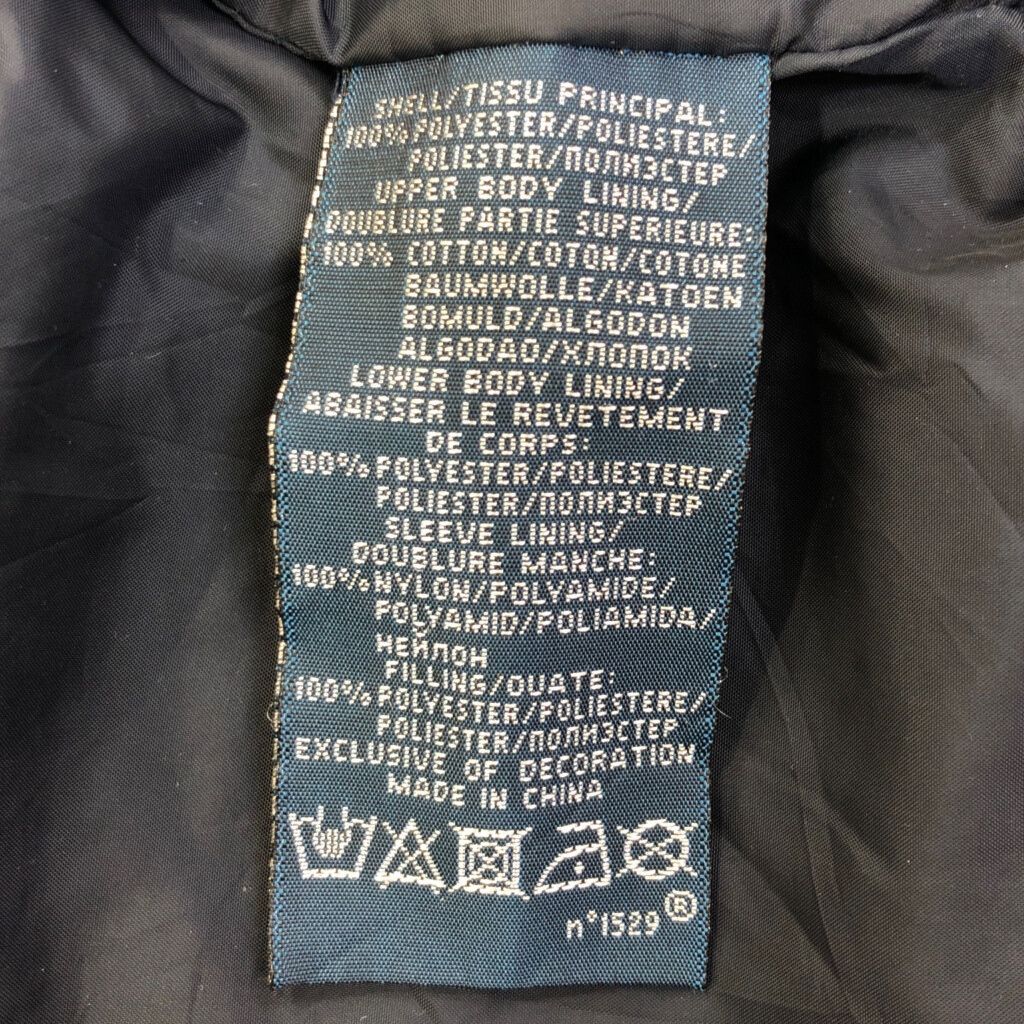 SHELL/TISSU PRINCIPAL:
100% POLYESTER/POLIESTERE/
POLIESTER/ПОЛИЭСТЕР
UPPER BODY LINING/
DOUBLURE PARTIE SUPERIEURE:
100% COTTON/COTON/COTONE
BAUMWOLLE/KATOEN
BOMULD/ALGODON
ALGODAO/ХЛОПОК
LOWER BODY LINING/
ABAISSER LE REVETEMENT
DE CORPS:
100% POLYESTER/POLIESTERE/
POLIESTER/ПОЛИЭСТЕР
SLEEVE LINING/
DOUBLURE MANCHE:
100% NYLON/POLYAMIDE/
POLYAMID/POLIAMIDA/
НЕЙЛОН
FILLING/OUATE:
100% POLYESTER/POLIESTERE/
POLIESTER/ПОЛИЭСТЕР
EXCLUSIVE OF DECORATION
MADE IN CHINA
n°1529®